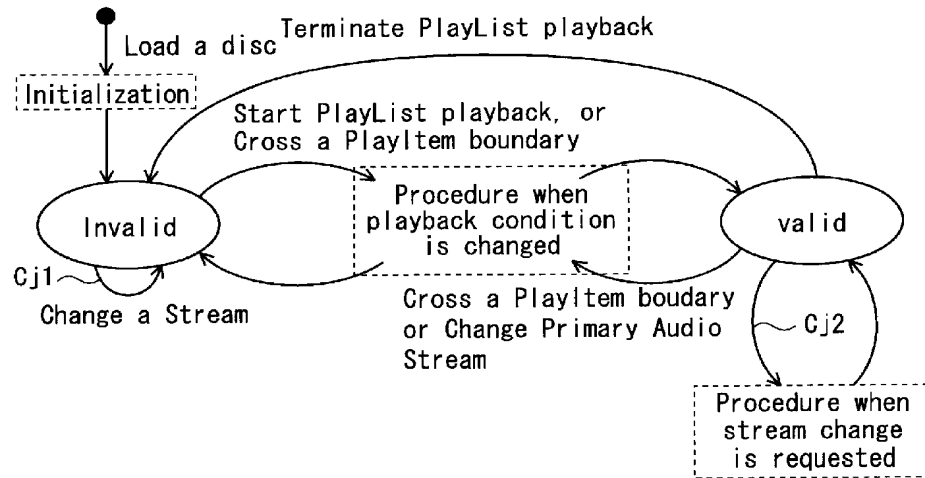 Terminate PlayList playback
Load a disc
Initialization
Start PlayList playback, or
Cross a PlayItem boundary
Procedure when
playback condition
is changed
Invalid
valid
Cj1
Change a Stream
Cross a PlayItem boudary
or Change Primary Audio
Stream
Cj2
Procedure when
stream change
is requested